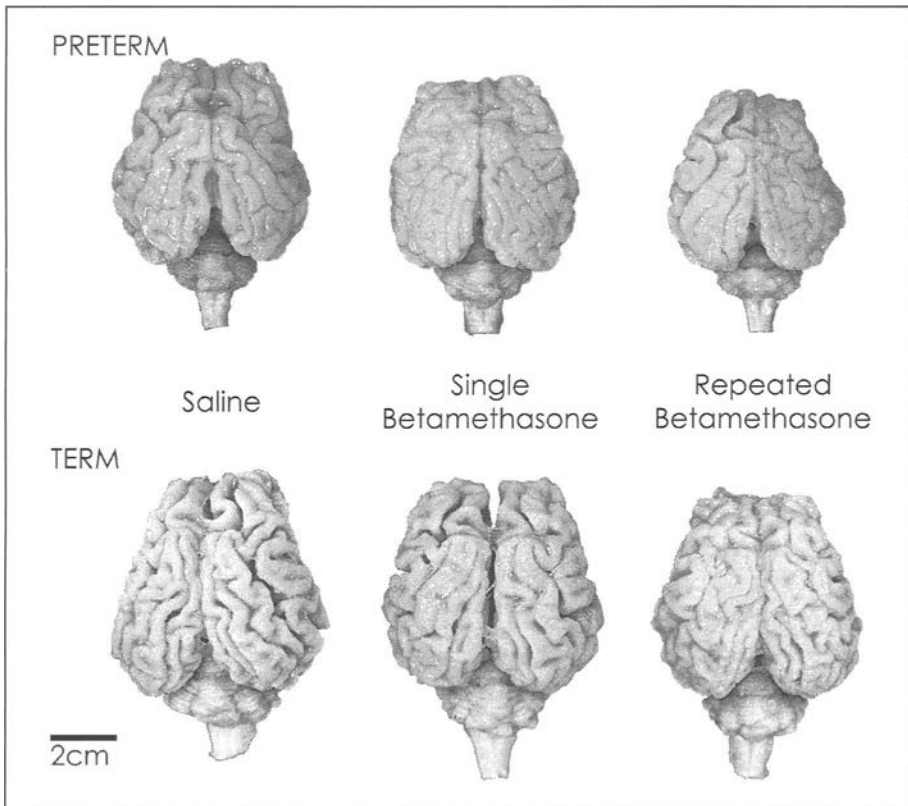 PRETERM
Saline
Single
Betamethasone
Repeated
Betamethasone
TERM
2cm